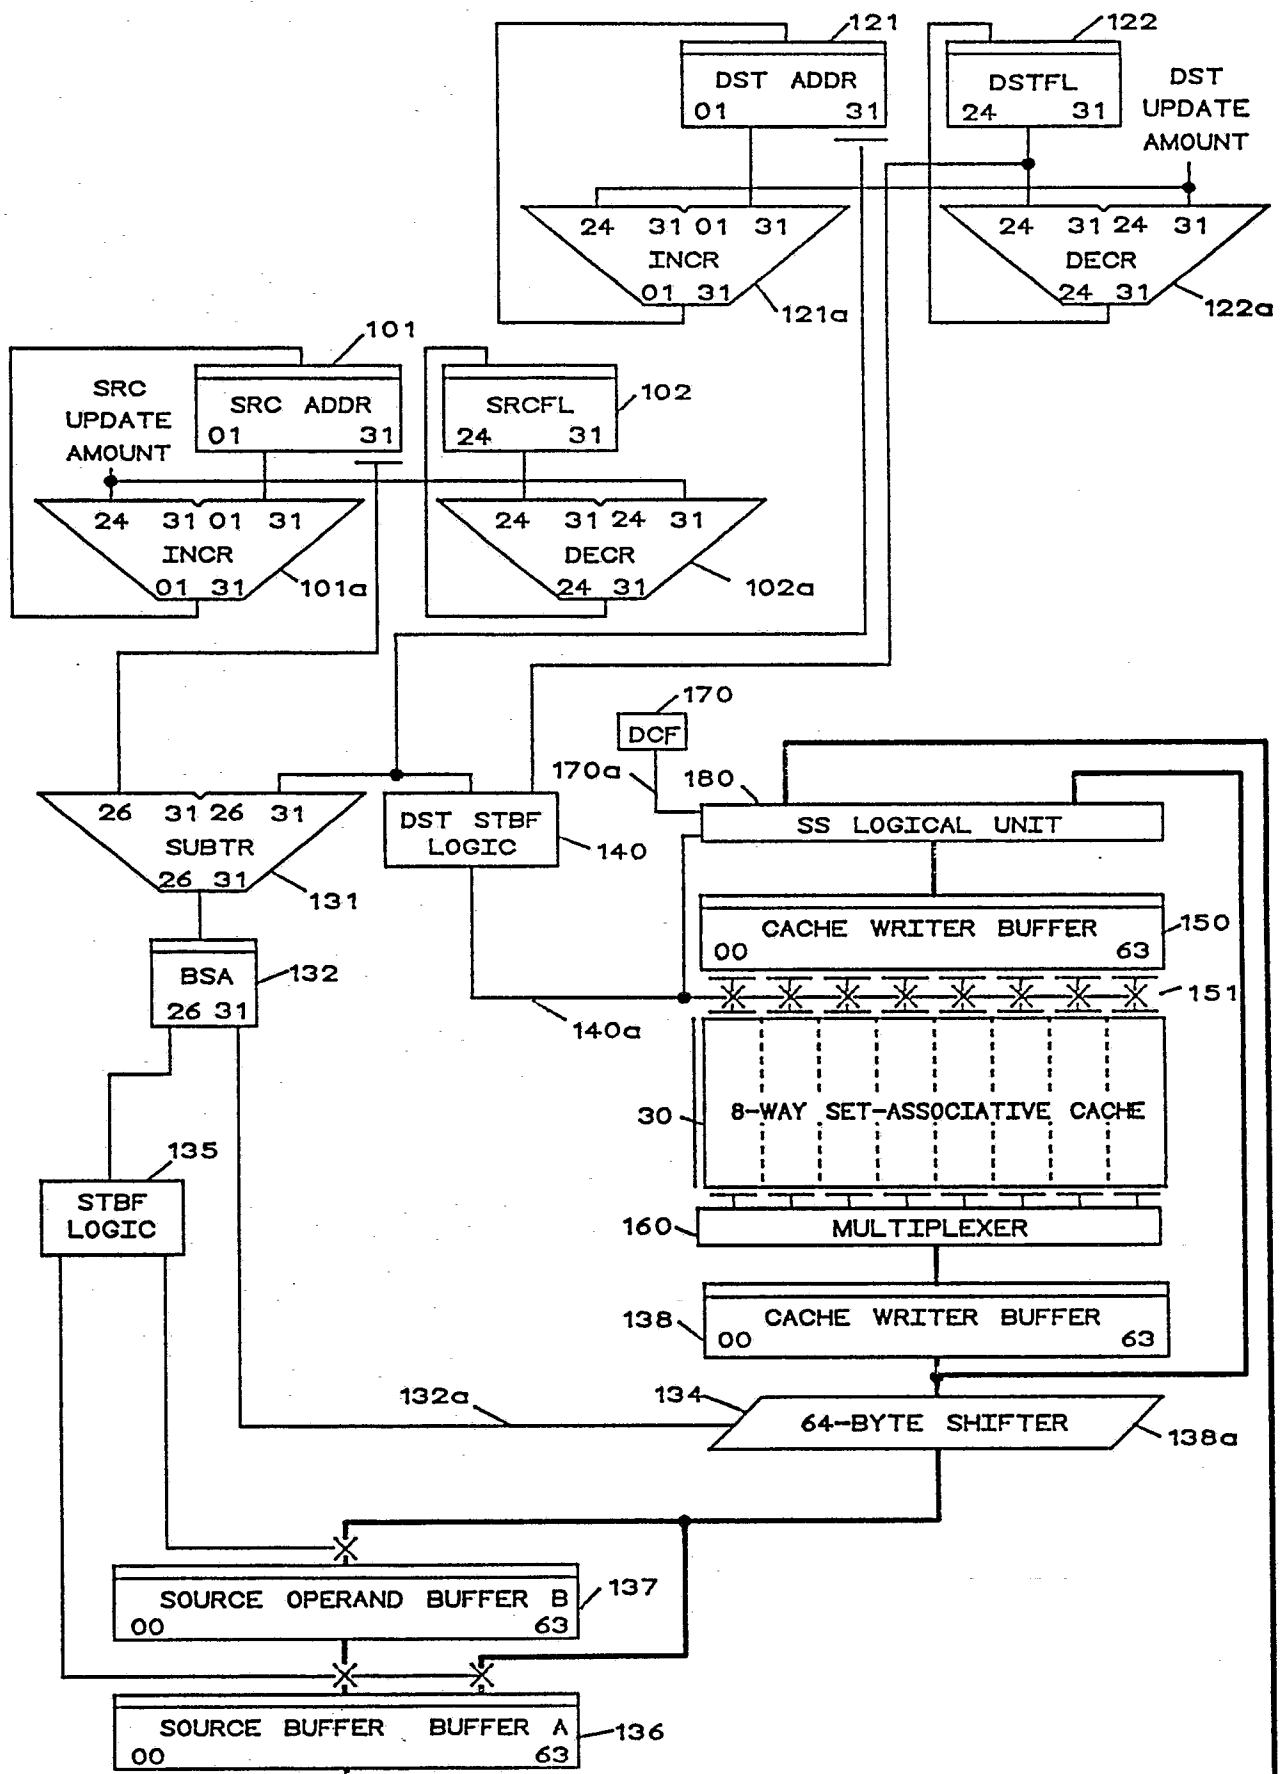 121
122
DST ADDR
01 31
DSTFL
24 31
DST
UPDATE
AMOUNT
24 31 01 31
INCR
01 31
121a
24 31 24 31
DECR
24 31
122a
101
SRC
UPDATE
AMOUNT
SRC ADDR
01 31
SRCFL
24 31
102
24 31 01 31
INCR
01 31
101a
24 31 24 31
DECR
24 31
102a
170
DCF
170a
180
26 31 26 31
SUBTR
26 31
131
DST STBF
LOGIC
140
SS LOGICAL UNIT
CACHE WRITER BUFFER
00 63
150
BSA
26 31
132
140a
151
30
8-WAY SET-ASSOCIATIVE CACHE
135
STBF
LOGIC
160
MULTIPLEXER
138
CACHE WRITER BUFFER
00 63
132a
134
64-BYTE SHIFTER
138a
SOURCE OPERAND BUFFER B
00 63
137
SOURCE BUFFER BUFFER A
00 63
136